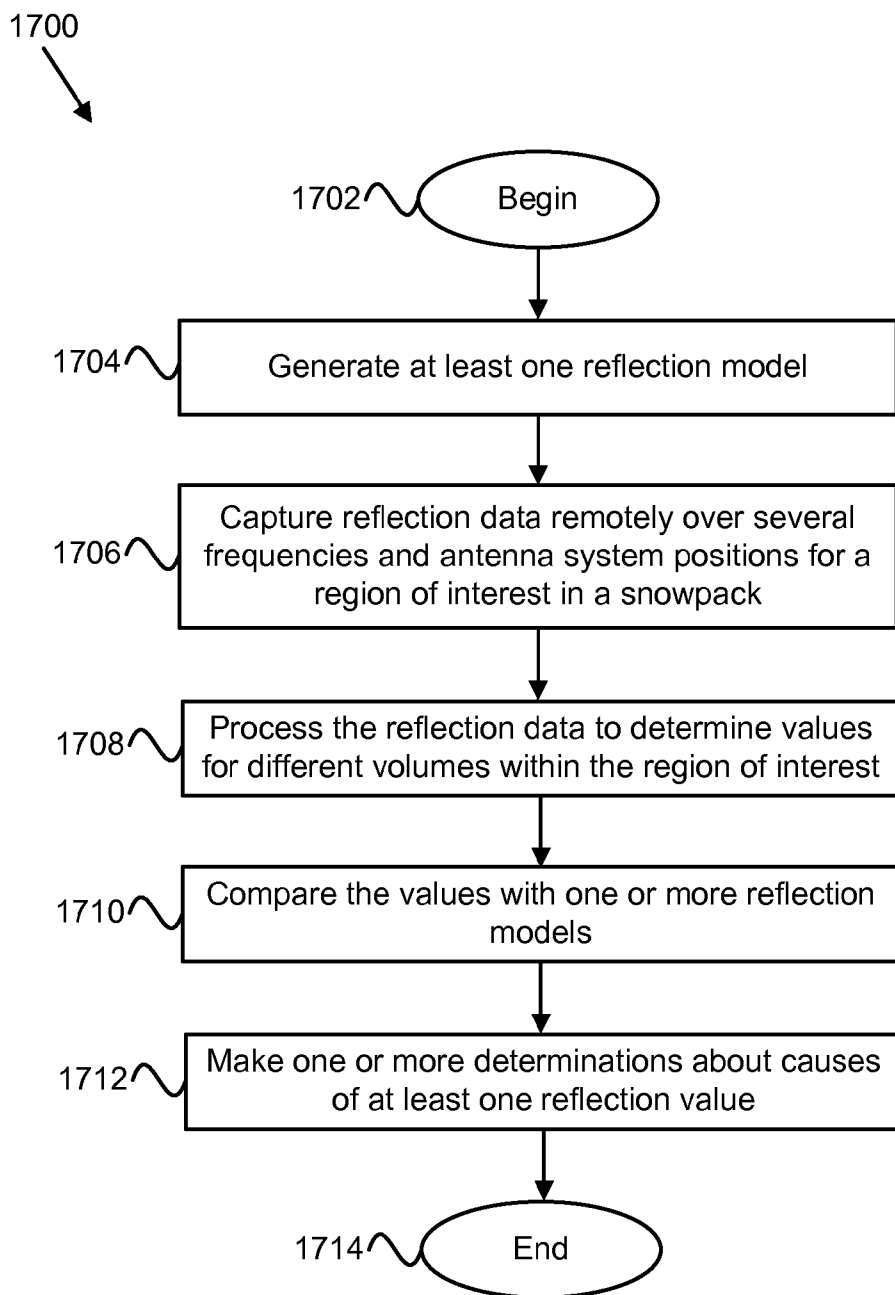 1700
1702
Begin
1704
Generate at least one reflection model
1706
Capture reflection data remotely over several
frequencies and antenna system positions for a
region of interest in a snowpack
1708
Process the reflection data to determine values
for different volumes within the region of interest
1710
Compare the values with one or more reflection
models
1712
Make one or more determinations about causes
of at least one reflection value
1714
End